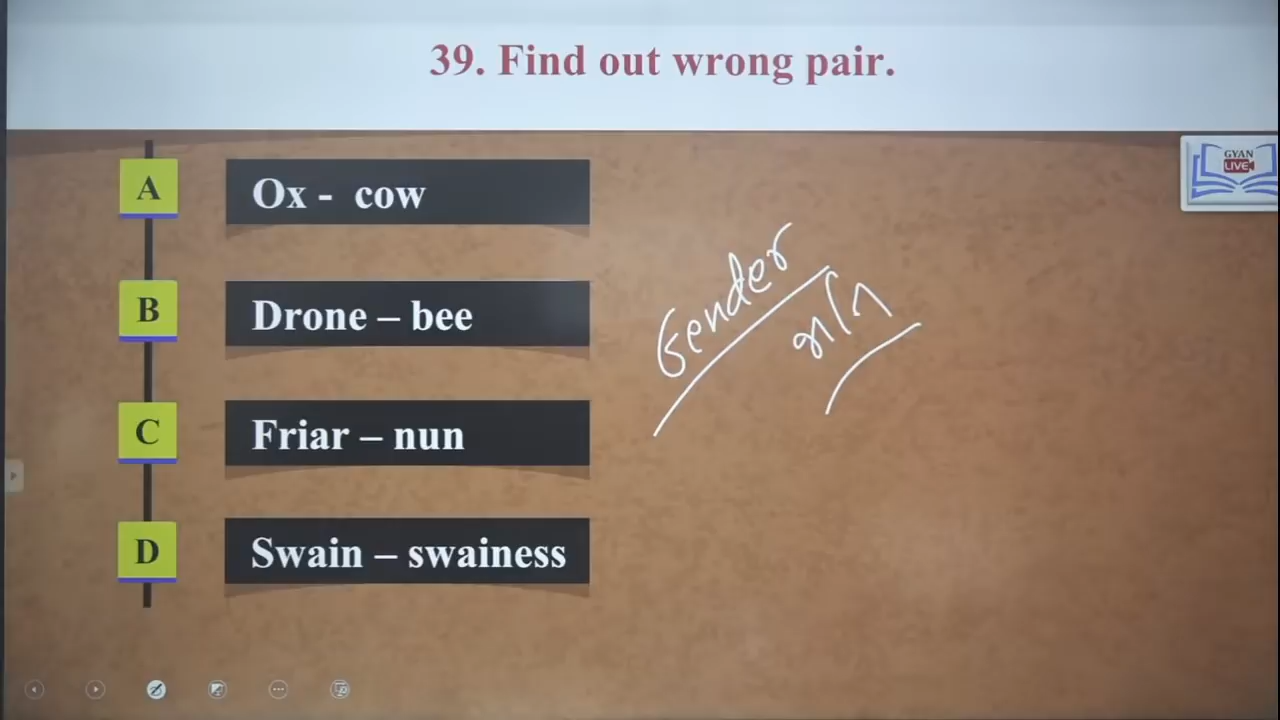 39. Find out wrong pair.
A
Ox - cow
B
Drone – bee
C
Friar – nun
D
Swain – swainess
Gender
GYAN
LIVE